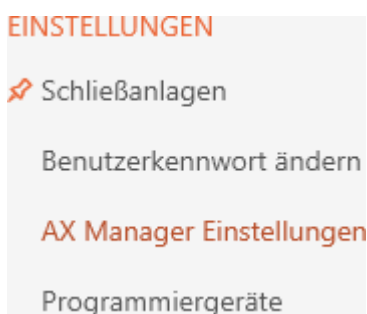 EINSTELLUNGEN
Schließanlagen
Benutzerkennwort ändern
AX Manager Einstellungen
Programmiergeräte